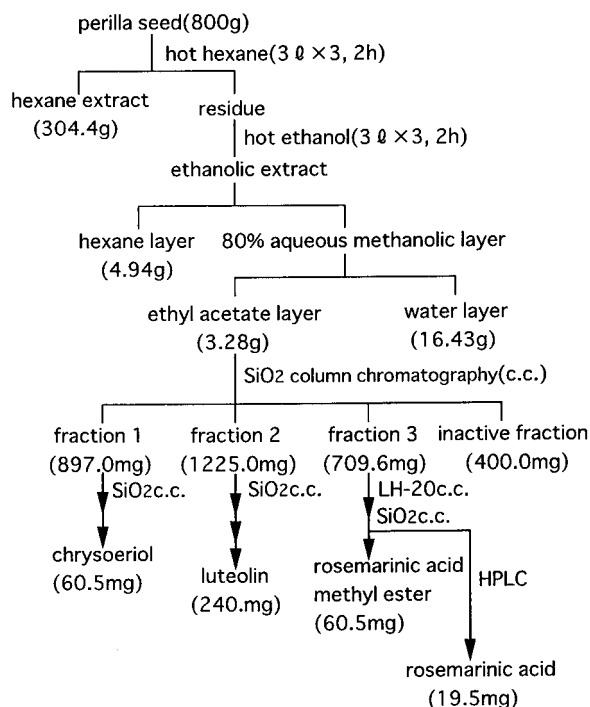 perilla seed(800g)
hot hexane(3 ℓ ×3, 2h)
hexane extract
(304.4g)
residue
hot ethanol(3 ℓ ×3, 2h)
ethanolic extract
hexane layer
(4.94g)
80% aqueous methanolic layer
ethyl acetate layer
(3.28g)
water layer
(16.43g)
SiO2 column chromatography(c.c.)
fraction 1
(897.0mg)
fraction 2
(1225.0mg)
fraction 3
(709.6mg)
inactive fraction
(400.0mg)
SiO2c.c.
SiO2c.c.
LH-20c.c.
SiO2c.c.
chrysoeriol
(60.5mg)
luteolin
(240.mg)
rosemarinic acid
methyl ester
(60.5mg)
HPLC
rosemarinic acid
(19.5mg)